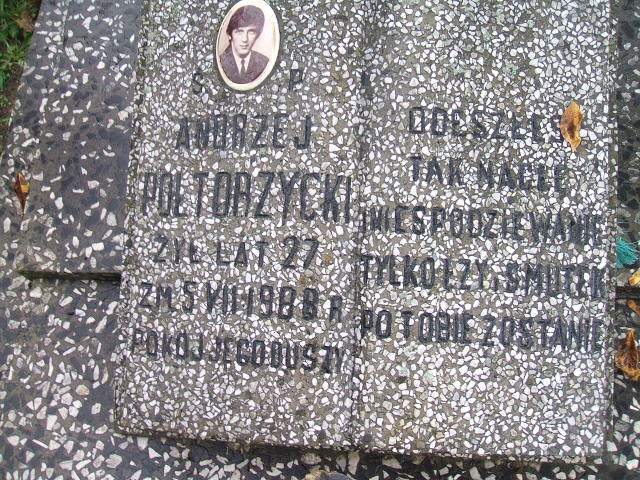 Ś P
ANDRZEJ
PÓŁTORZYCKI
ŻYŁ LAT 27
ZM. 5 VII 1988 R
POKÓJ JEGO DUSZY
ODESZŁEŚ
TAK NAGLE
NIESPODZIEWANIE
TYLKO ŁZY, SMUTEK
PO TOBIE ZOSTANIE